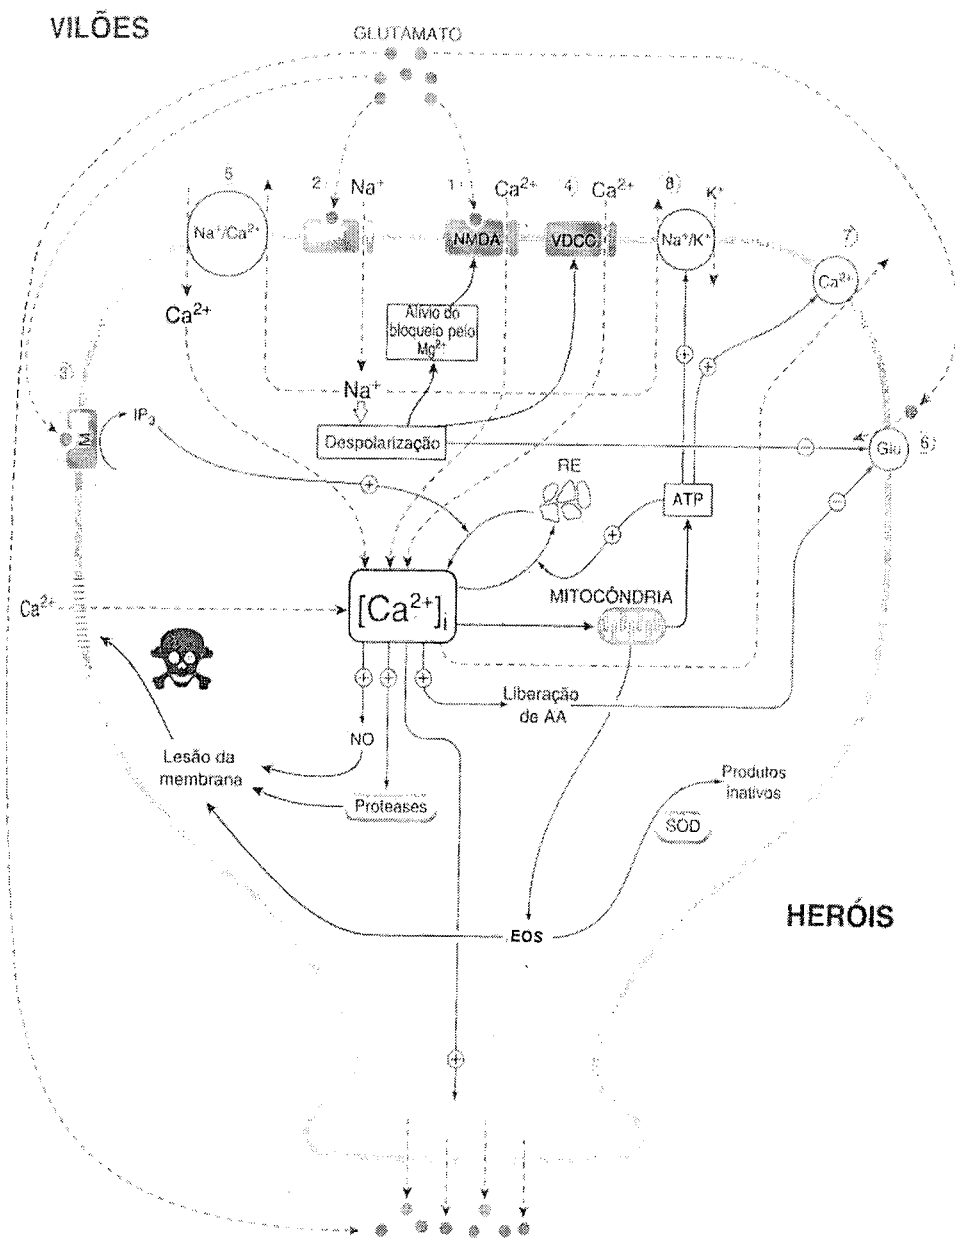 VILÕES
GLUTAMATO
5
2)
Na⁺
1)
Ca²⁺
4)
Ca²⁺
8)
K⁺
7)
Na⁺/Ca²⁺
NMDA
VDCC
Na⁺/K⁺
Ca²⁺
Ca²⁺
Alívio do
bloqueio pelo
Mg²⁺
3)
Na⁺
M
IP₃
Despolarização
Glu
6)
RE
ATP
MITOCÔNDRIA
Ca²⁺
[Ca²⁺]i
Liberação
de AA
NO
Lesão da
membrana
Proteases
Produtos
inativos
SOD
HERÓIS
EOS